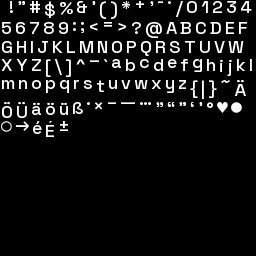 !"#$%&'()*+,-./01234
56789:;<=>?@ABCDEF
GHIJKLMNOPQRSTUVW
XYZ[\]^_`abcdefghijkl
mnopqrstuvwxyz{|}~Ä
ÖÜäöüß·×–—…”“”‘’°♥●
○→éÉ±